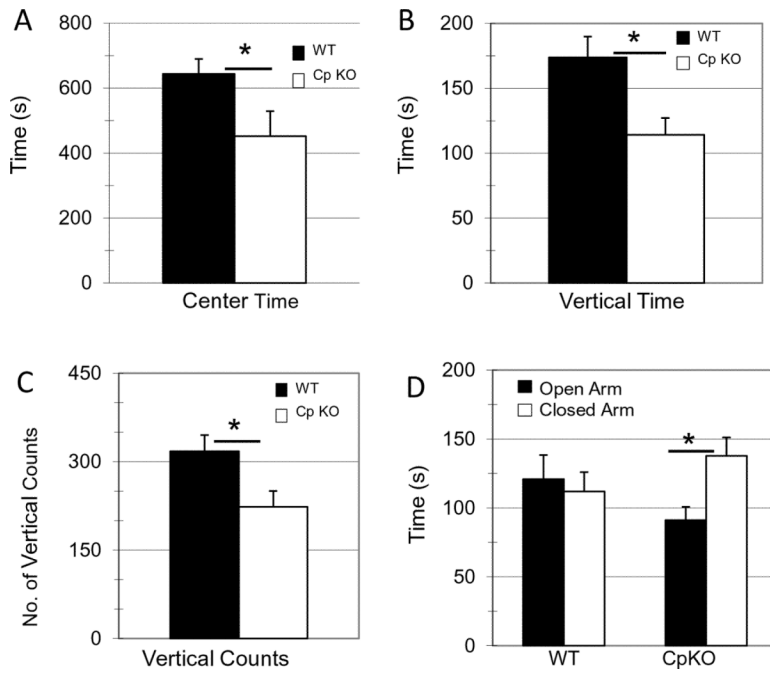 A
800
600
400
200
0
Time (s)
*
WT
Cp KO
Center Time
B
200
150
100
50
0
Time (s)
*
WT
Cp KO
Vertical Time
C
450
300
150
0
No. of Vertical Counts
*
WT
Cp KO
Vertical Counts
D
200
150
100
50
0
Time (s)
Open Arm
Closed Arm
*
WT
CpKO